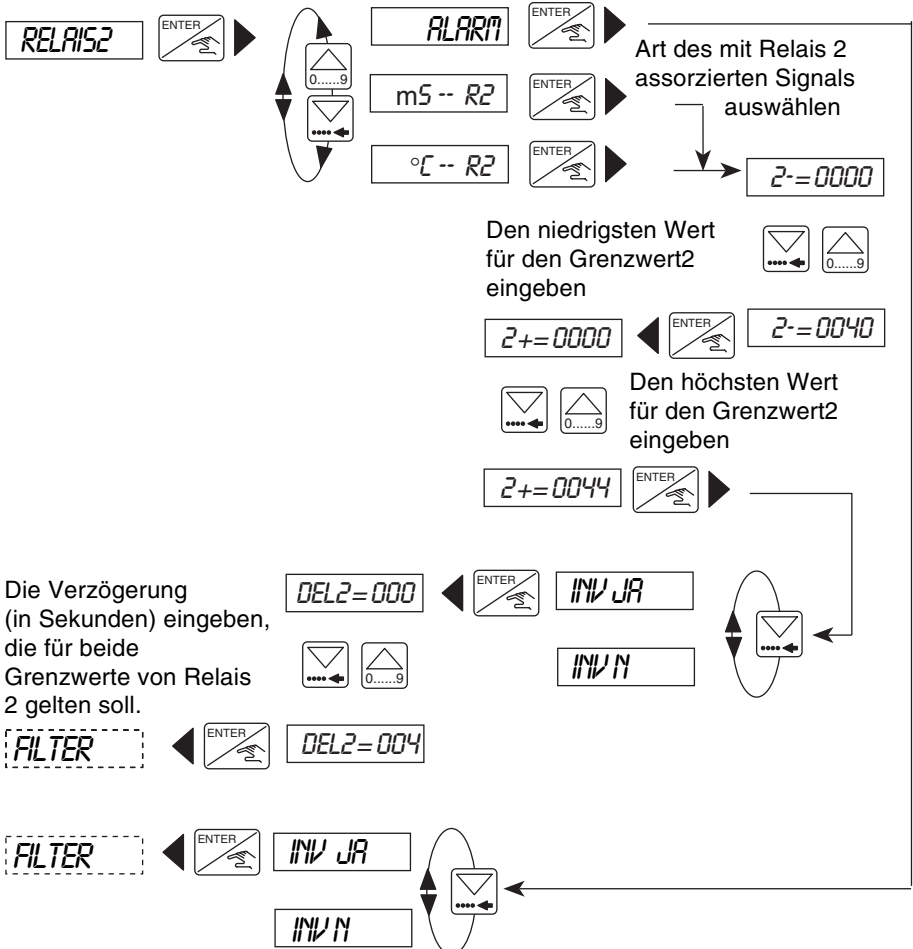 RELAIS2
ENTER
0......9
ALARM
ENTER
mS -- R2
ENTER
°C -- R2
ENTER
Art des mit Relais 2
assorzierten Signals
auswählen
2-=0000
Den niedrigsten Wert
für den Grenzwert2
eingeben
0......9
2+=0000
ENTER
2-=0040
0......9
Den höchsten Wert
für den Grenzwert2
eingeben
2+=0044
ENTER
Die Verzögerung
(in Sekunden) eingeben,
die für beide
Grenzwerte von Relais
2 gelten soll.
DEL2=000
ENTER
INV JA
INV N
0......9
FILTER
ENTER
DEL2=004
FILTER
ENTER
INV JA
INV N